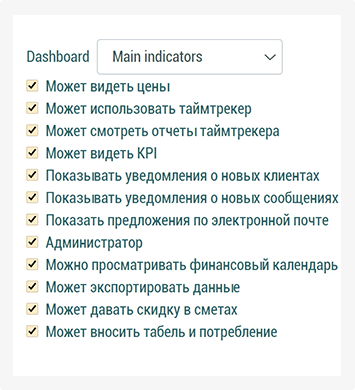 Dashboard Main indicators
Может видеть цены
Может использовать таймтрекер
Может смотреть отчеты таймтрекера
Может видеть KPI
Показывать уведомления о новых клиентах
Показывать уведомления о новых сообщениях
Показать предложения по электронной почте
Администратор
Можно просматривать финансовый календарь
Может экспортировать данные
Может давать скидку в сметах
Может вносить табель и потребление